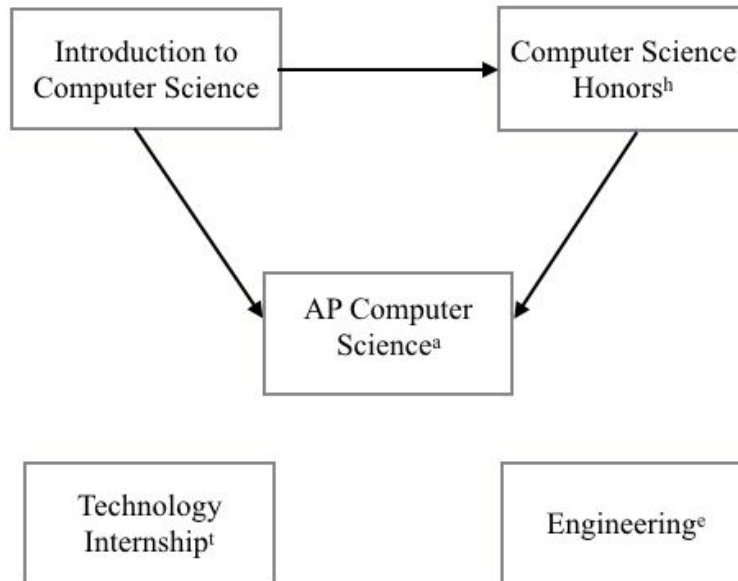 Introduction to
Computer Science
Computer Science
Honorsʰ
AP Computer
Scienceᵃ
Technology
Internshipᵗ
Engineeringᵉ